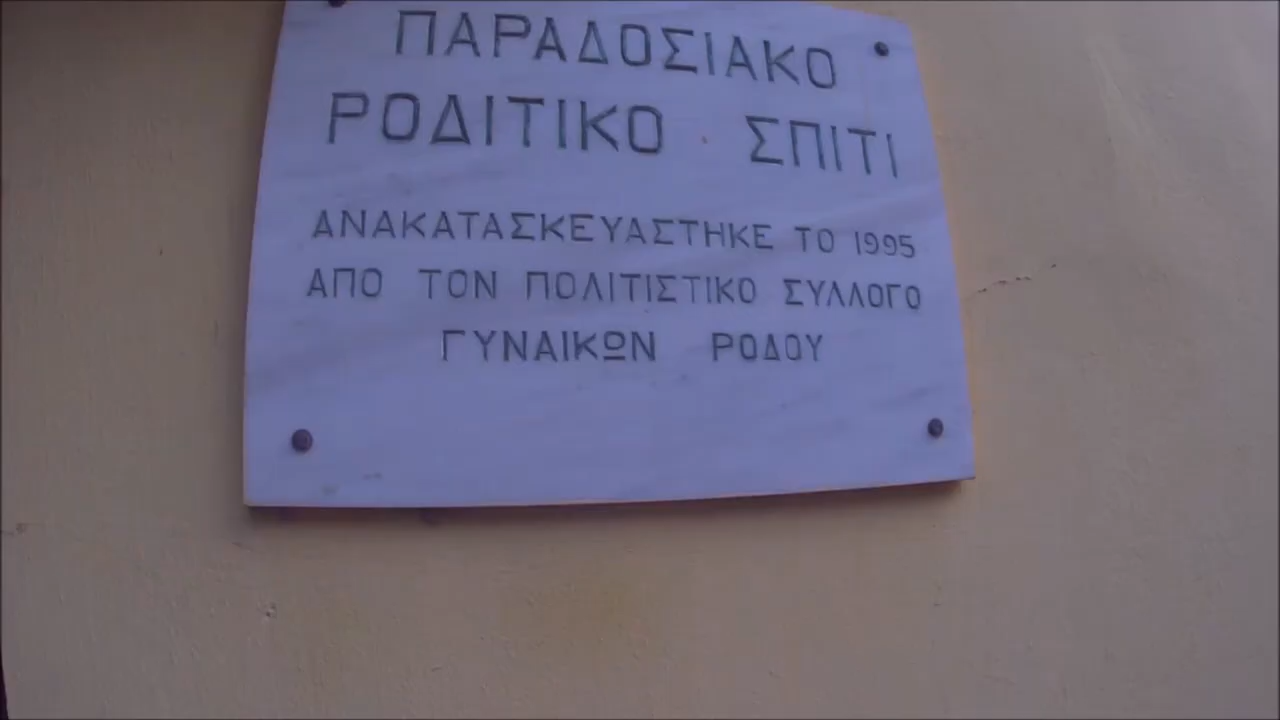 ΠΑΡΑΔΟΣΙΑΚΟ
ΡΟΔΙΤΙΚΟ ΣΠΙΤΙ
ΑΝΑΚΑΤΑΣΚΕΥΑΣΤΗΚΕ ΤΟ 1995
ΑΠΟ ΤΟΝ ΠΟΛΙΤΙΣΤΙΚΟ ΣΥΛΛΟΓΟ
ΓΥΝΑΙΚΩΝ ΡΟΔΟΥ